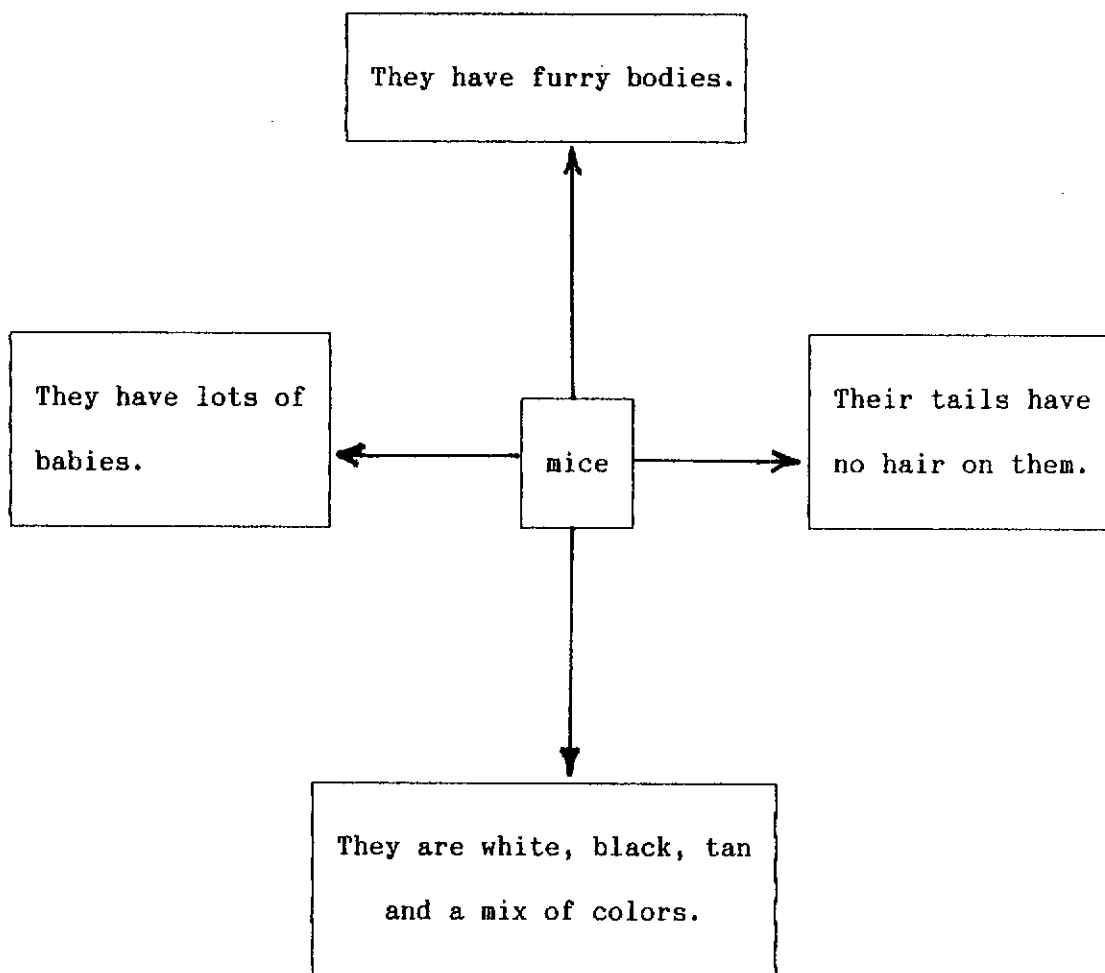 They have furry bodies.
They have lots of
babies.
mice
Their tails have
no hair on them.
They are white, black, tan
and a mix of colors.